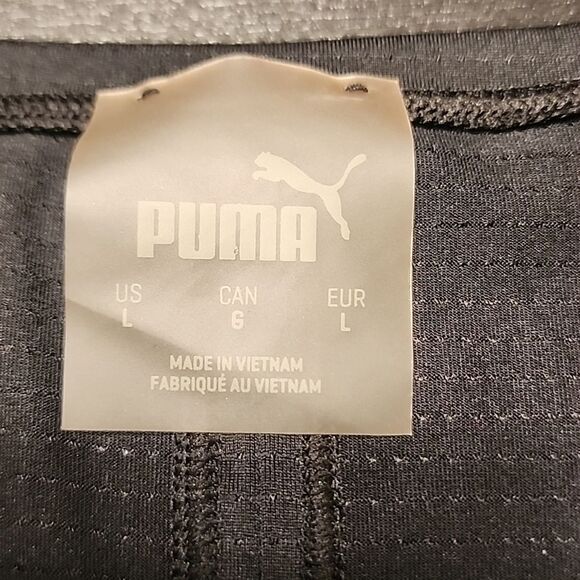 PUMA
US CAN EUR
L G L
MADE IN VIETNAM
FABRIQUÉ AU VIETNAM